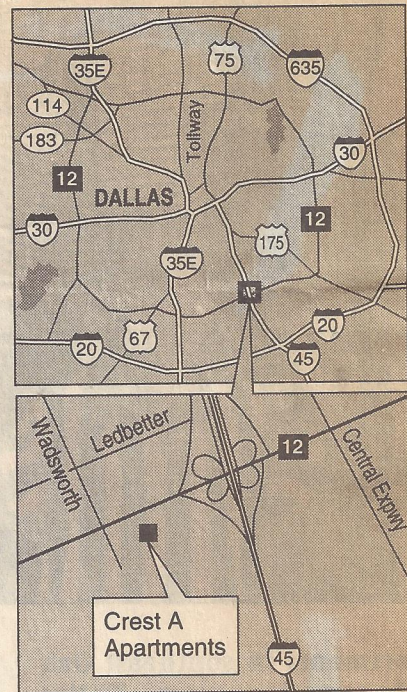 35E
75
635
114
183
Tollway
30
12
DALLAS
12
30
175
35E
67
20
20
45
Wadsworth
Ledbetter
12
Central Expwy
Crest A
Apartments
45